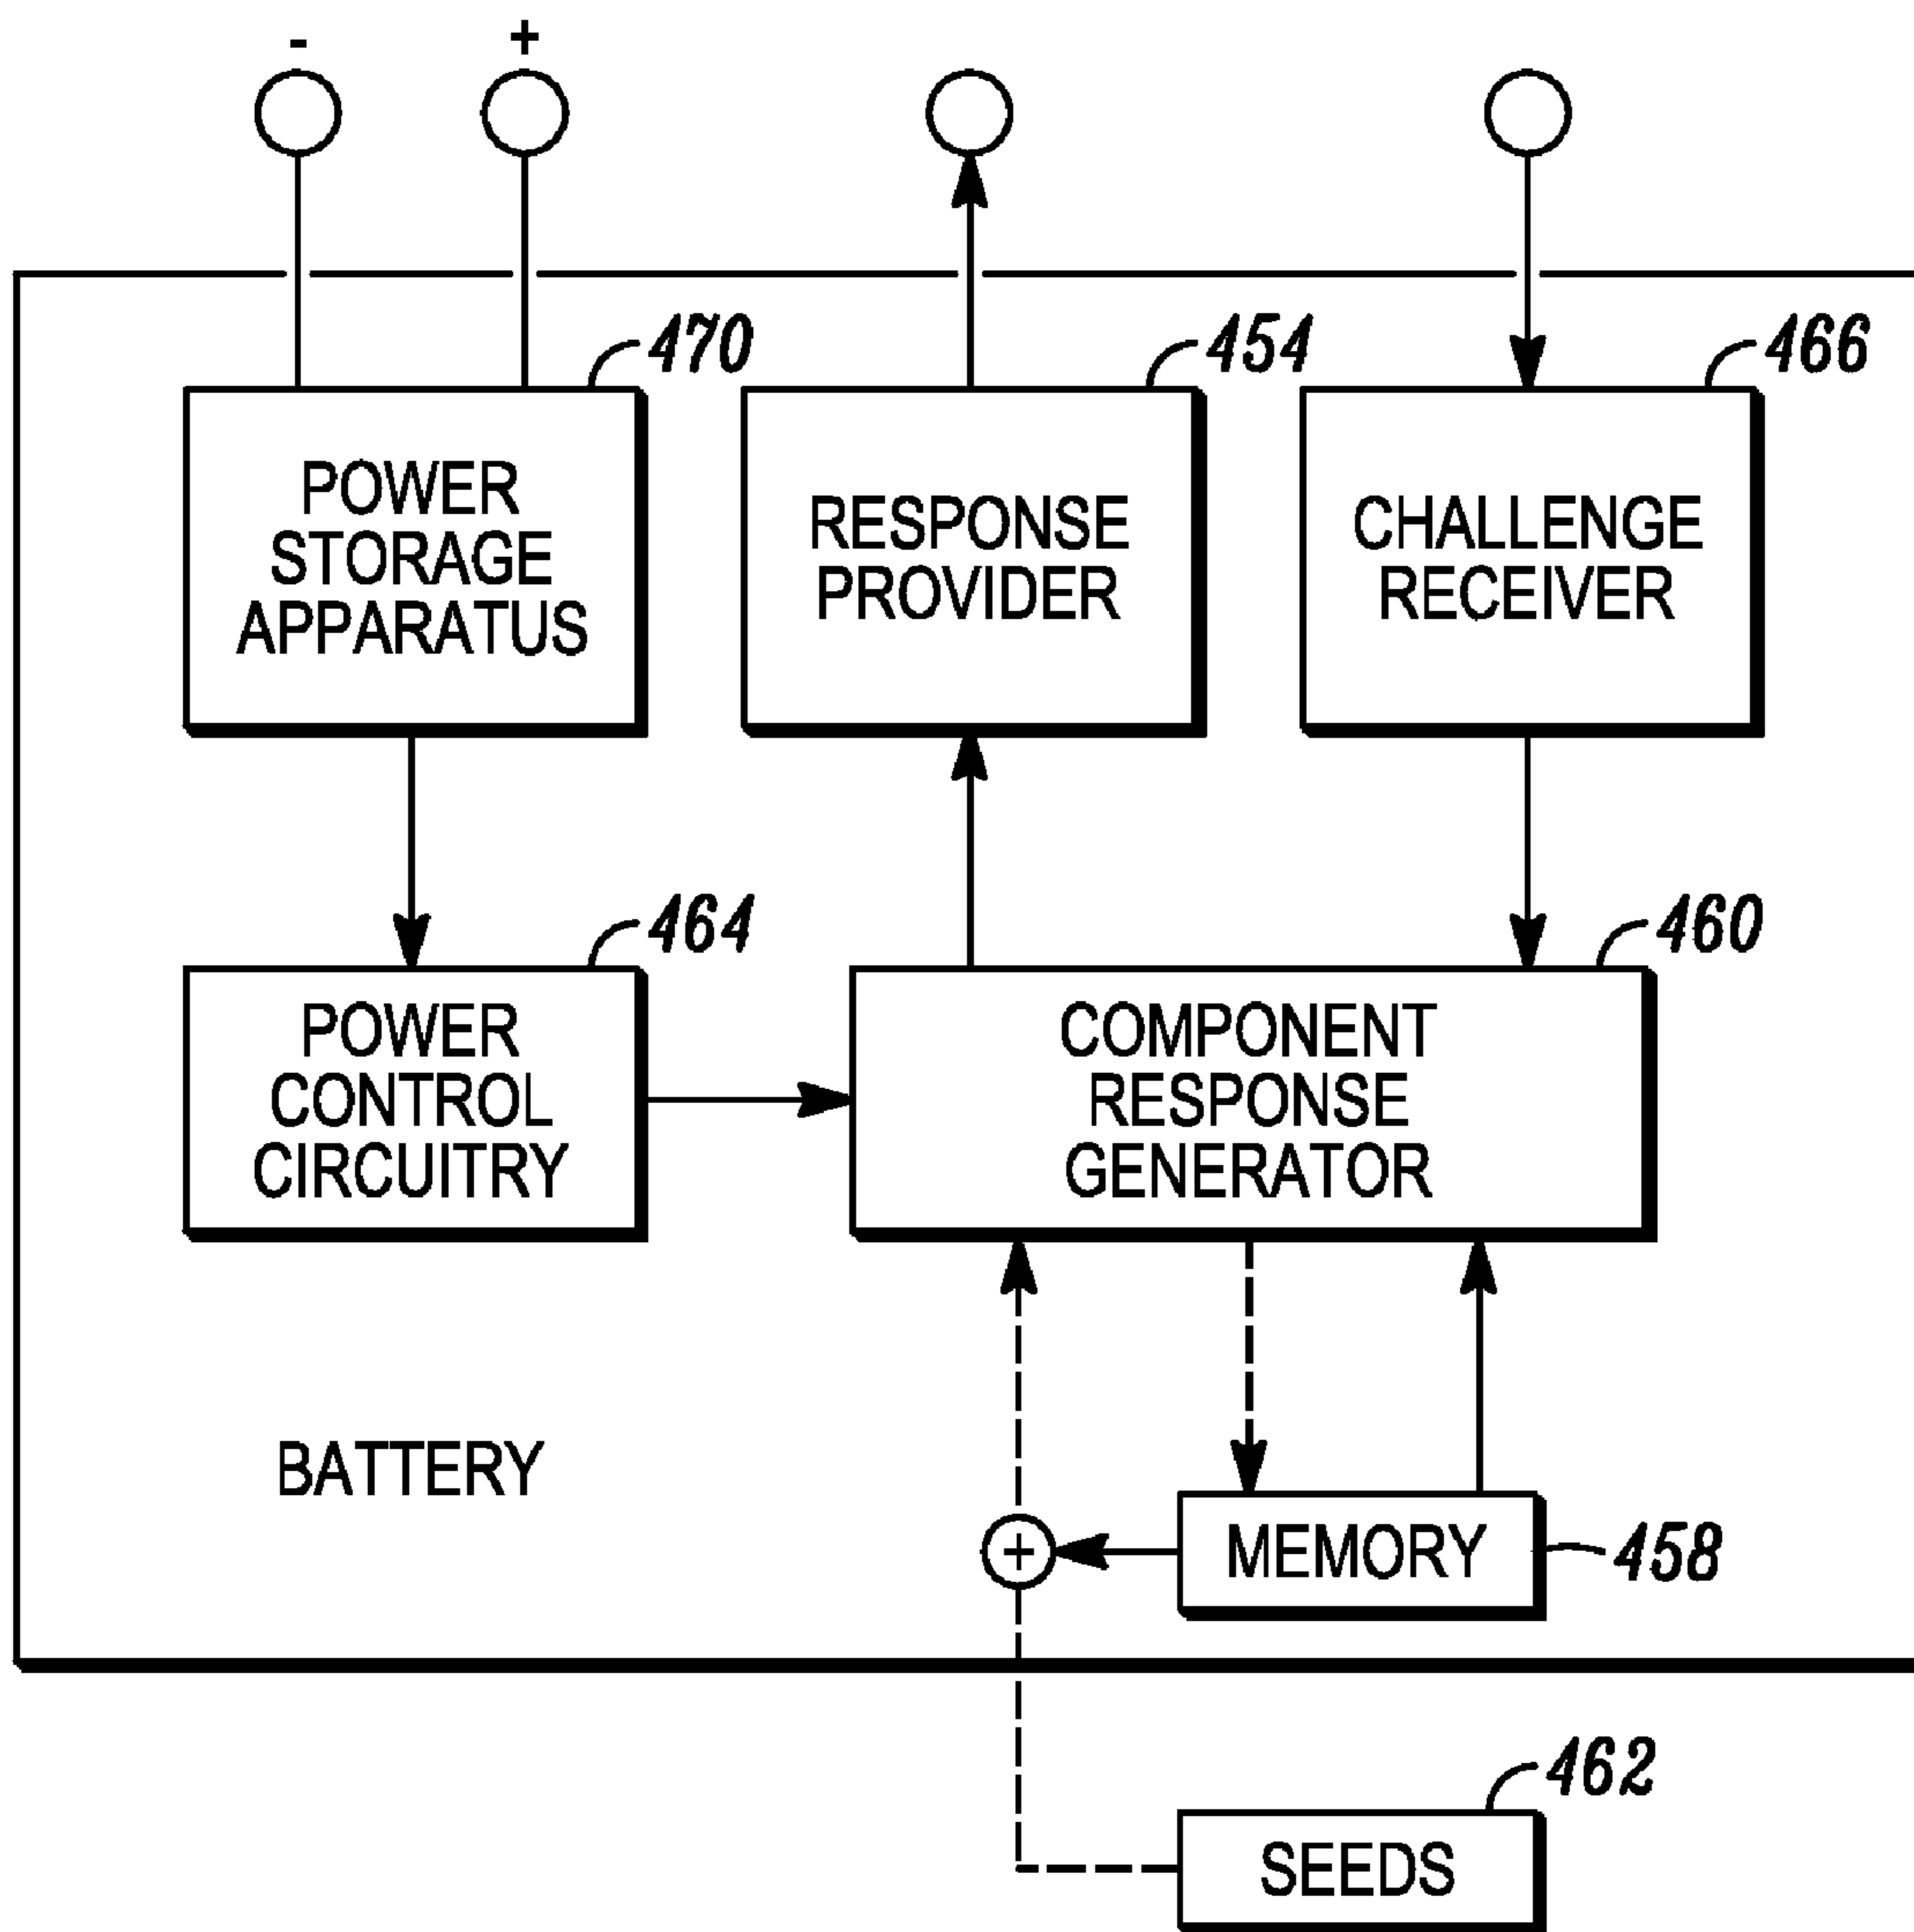 - +
470
454
466
POWER
STORAGE
APPARATUS
RESPONSE
PROVIDER
CHALLENGE
RECEIVER
464
460
POWER
CONTROL
CIRCUITRY
COMPONENT
RESPONSE
GENERATOR
BATTERY
+
MEMORY
458
462
SEEDS